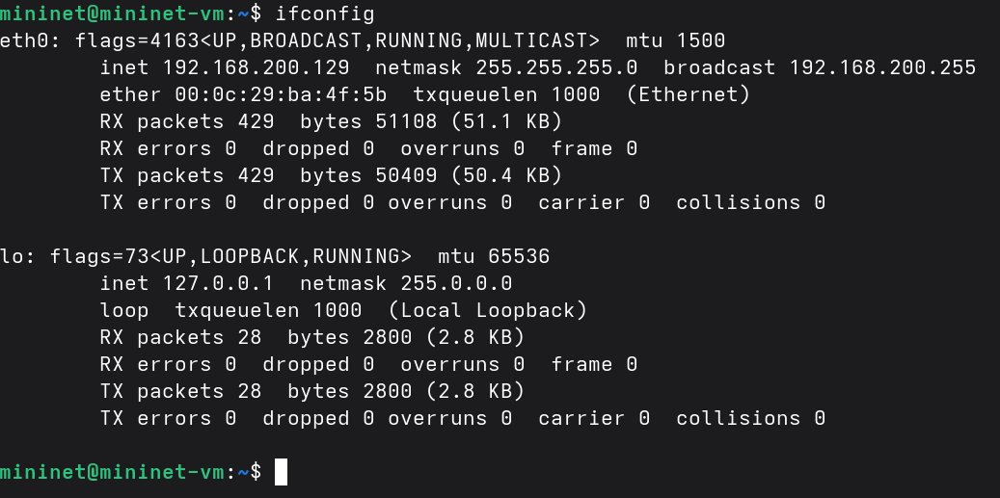 mininet@mininet-vm:~$ ifconfig
eth0: flags=4163<UP,BROADCAST,RUNNING,MULTICAST>  mtu 1500
        inet 192.168.200.129  netmask 255.255.255.0  broadcast 192.168.200.255
        ether 00:0c:29:ba:4f:5b  txqueuelen 1000  (Ethernet)
        RX packets 429  bytes 51108 (51.1 KB)
        RX errors 0  dropped 0  overruns 0  frame 0
        TX packets 429  bytes 50409 (50.4 KB)
        TX errors 0  dropped 0 overruns 0  carrier 0  collisions 0

lo: flags=73<UP,LOOPBACK,RUNNING>  mtu 65536
        inet 127.0.0.1  netmask 255.0.0.0
        loop  txqueuelen 1000  (Local Loopback)
        RX packets 28  bytes 2800 (2.8 KB)
        RX errors 0  dropped 0  overruns 0  frame 0
        TX packets 28  bytes 2800 (2.8 KB)
        TX errors 0  dropped 0 overruns 0  carrier 0  collisions 0

mininet@mininet-vm:~$